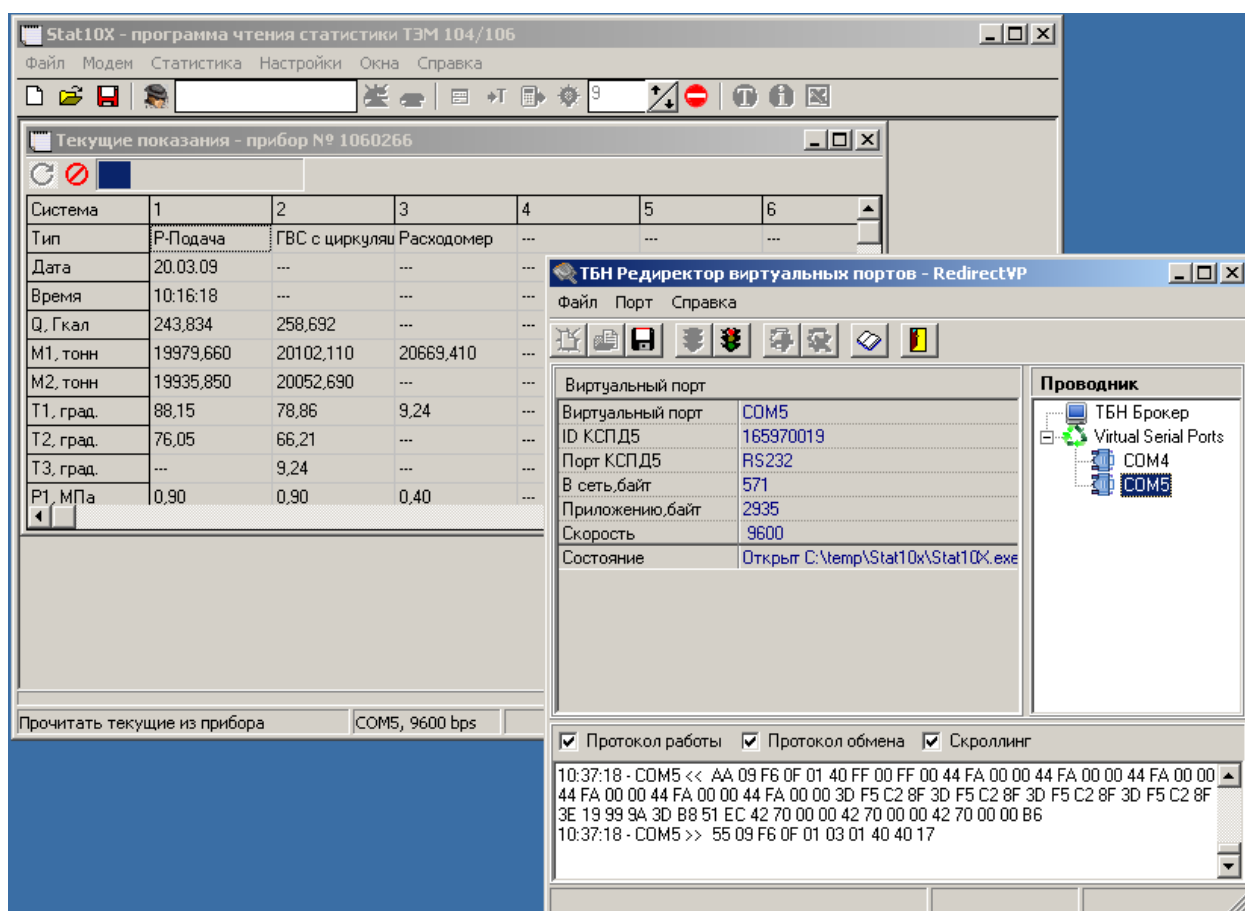 Stat10X - программа чтения статистики ТЭМ 104/106
Файл Модем Статистика Настройки Окна Справка
9
Текущие показания - прибор № 1060266
Система 1 2 3 4 5 6
Тип Р-Подача ГВС с циркуляц Расходомер --- --- ---
Дата 20.03.09 --- --- ---
Время 10:16:18 --- --- ---
Q, Гкал 243,834 258,692 --- ---
М1, тонн 19979,660 20102,110 20669,410 ---
М2, тонн 19935,850 20052,690 --- ---
Т1, град. 88,15 78,86 9,24 ---
Т2, град. 76,05 66,21 --- ---
Т3, град. --- 9,24 --- ---
Р1, МПа 0,90 0,90 0,40 ---
Прочитать текущие из прибора COM5, 9600 bps
ТБН Редиректор виртуальных портов - RedirectVP
Файл Порт Справка
Виртуальный порт
Виртуальный порт COM5
ID КСПД5 165970019
Порт КСПД5 RS232
В сеть,байт 571
Приложению,байт 2935
Скорость 9600
Состояние Открыт C:\temp\Stat10x\Stat10X.exe
Проводник
ТБН Брокер
Virtual Serial Ports
COM4
COM5
Протокол работы Протокол обмена Скроллинг
10:37:18 - COM5 << AA 09 F6 0F 01 40 FF 00 FF 00 44 FA 00 00 44 FA 00 00 44 FA 00 00
44 FA 00 00 44 FA 00 00 44 FA 00 00 3D F5 C2 8F 3D F5 C2 8F 3D F5 C2 8F 3D F5 C2 8F
3E 19 99 9A 3D B8 51 EC 42 70 00 00 42 70 00 00 42 70 00 00 B6
10:37:18 - COM5 >> 55 09 F6 0F 01 03 01 40 40 17